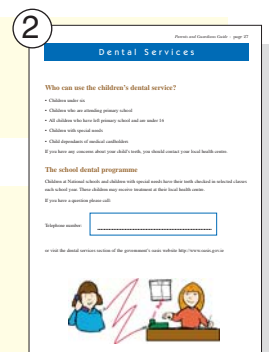 2
Parents and Guardians Guide - page 07
Dental Services
Who can use the children's dental service?
• Children under six
• Children who are attending primary school
• All children who have left primary school and are under 16
• Children with special needs
• Child dependants of medical cardholders
If you have any concerns about your child's teeth, you should contact your local health centre.
The school dental programme
Children at National schools and children with special needs have their teeth checked in selected classes
each school year. These children may receive treatment at their local health centre.
If you have a question please call:
Telephone number:
or visit the dental services section of the government's oasis website http://www.oasis.gov.ie